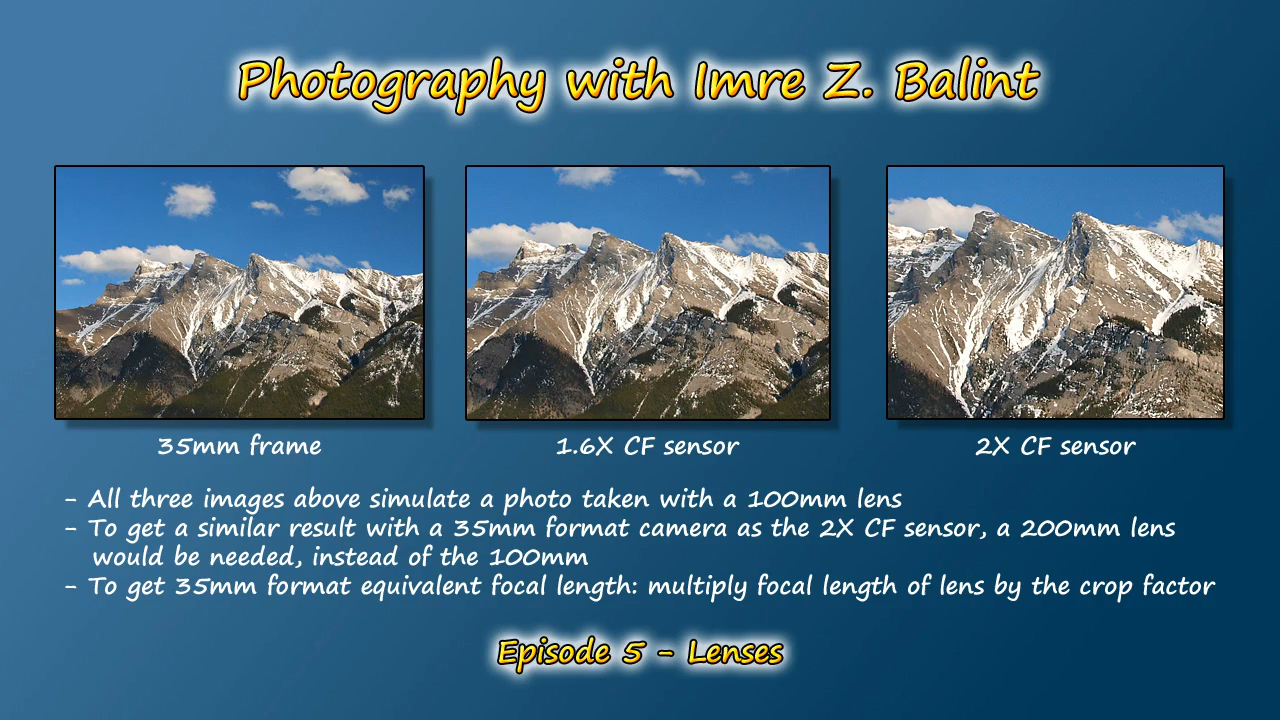 Photography with Imre Z. Balint
35mm frame
1.6X CF sensor
2X CF sensor
- All three images above simulate a photo taken with a 100mm lens
- To get a similar result with a 35mm format camera as the 2X CF sensor, a 200mm lens
would be needed, instead of the 100mm
- To get 35mm format equivalent focal length: multiply focal length of lens by the crop factor
Episode 5 - Lenses